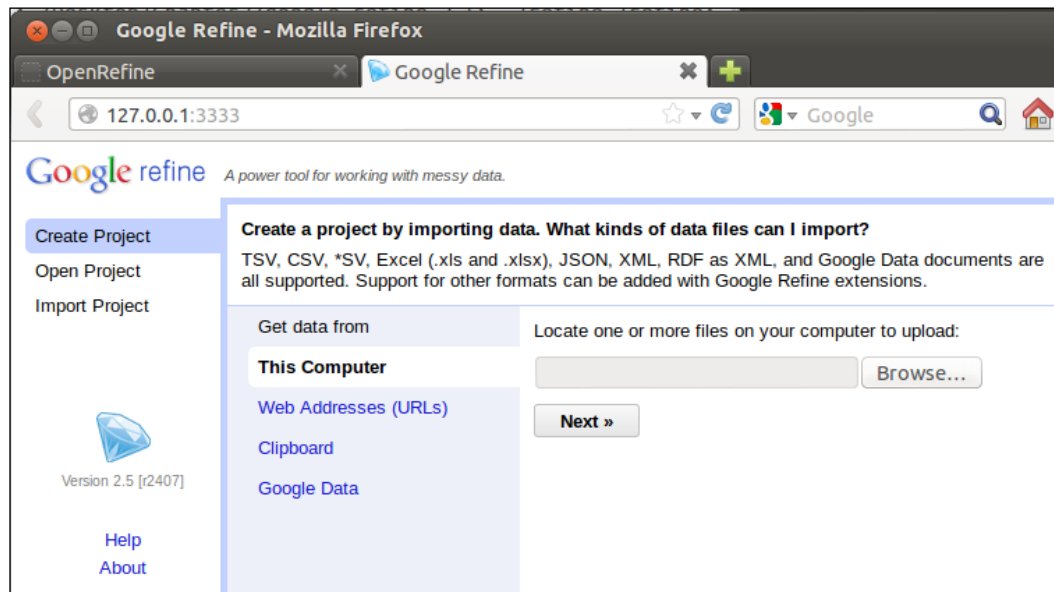 Google Refine - Mozilla Firefox
OpenRefine
Google Refine
127.0.0.1:3333
Google
Google refine A power tool for working with messy data.
Create Project
Open Project
Import Project
Version 2.5 [r2407]
Help
About
Create a project by importing data. What kinds of data files can I import?
TSV, CSV, *SV, Excel (.xls and .xlsx), JSON, XML, RDF as XML, and Google Data documents are
all supported. Support for other formats can be added with Google Refine extensions.
Get data from
This Computer
Web Addresses (URLs)
Clipboard
Google Data
Locate one or more files on your computer to upload:
Browse...
Next »